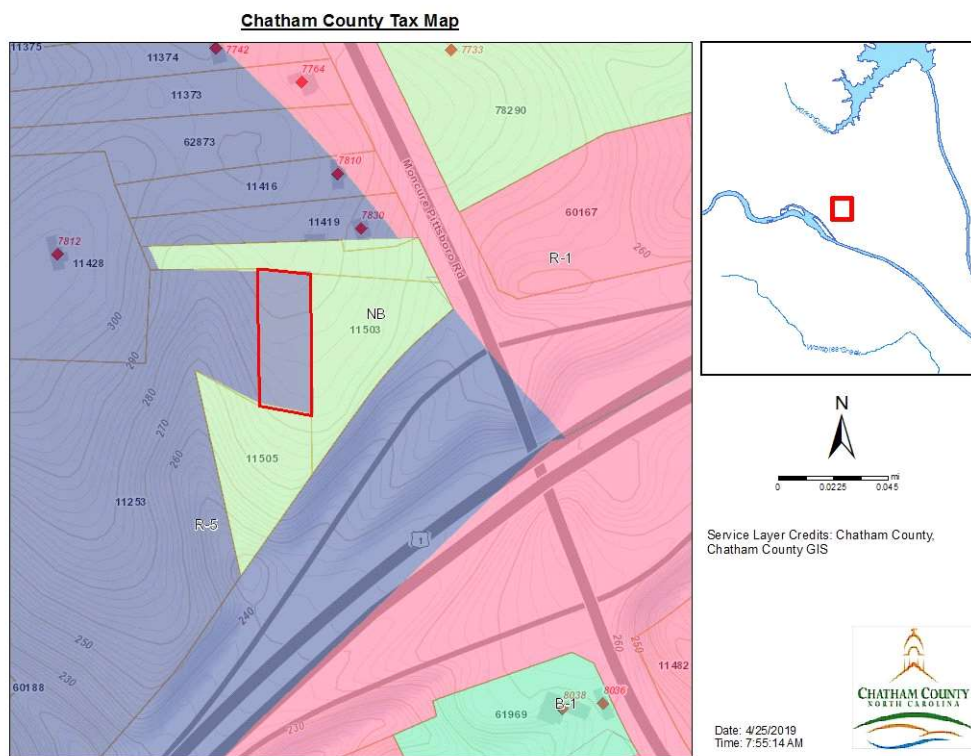 Chatham County Tax Map
11375
7742
7733
11374
7764
11373
78290
62873
7810
Moncure Pittsboro Rd
11416
7830
11419
60167
7812
260
11428
R-1
300
NB
11503
290
280
270
11505
260
11253
R-5
1
240
250
260
250
11482
230
60188
8036
8038
B-1
230
61969
Date: 4/25/2019
Time: 7:55:14 AM
N
0 0.0225 0.045 mi
Service Layer Credits: Chatham County,
Chatham County GIS
CHATHAM COUNTY
NORTH CAROLINA